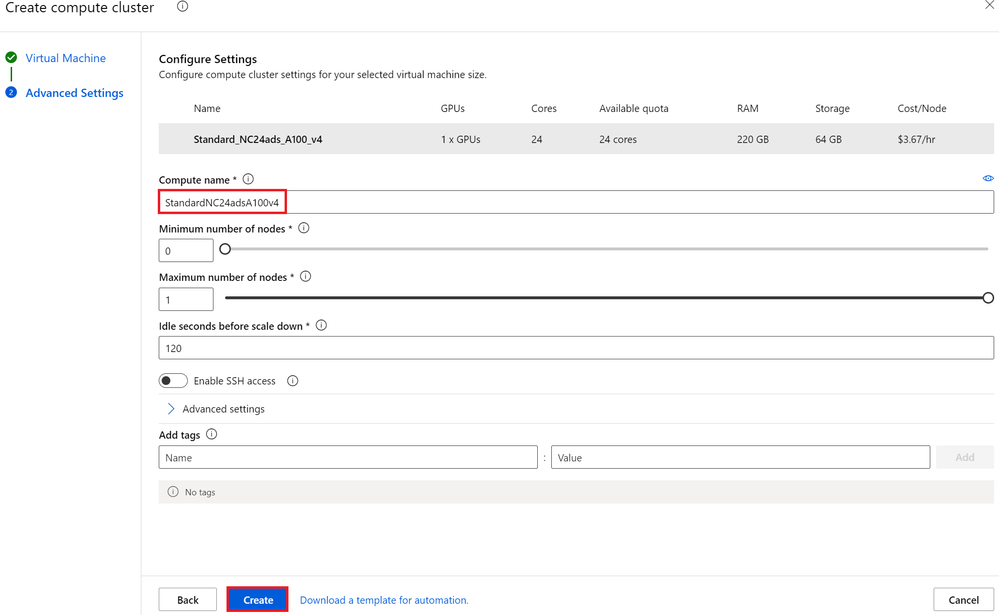 Create compute cluster
Virtual Machine
2 Advanced Settings
Configure Settings
Configure compute cluster settings for your selected virtual machine size.
Name GPUs Cores Available quota RAM Storage Cost/Node
Standard_NC24ads_A100_v4 1 x GPUs 24 24 cores 220 GB 64 GB $3.67/hr
Compute name *
StandardNC24adsA100v4
Minimum number of nodes *
0
Maximum number of nodes *
1
Idle seconds before scale down *
120
Enable SSH access
Advanced settings
Add tags
Name : Value Add
No tags
Back Create Download a template for automation. Cancel